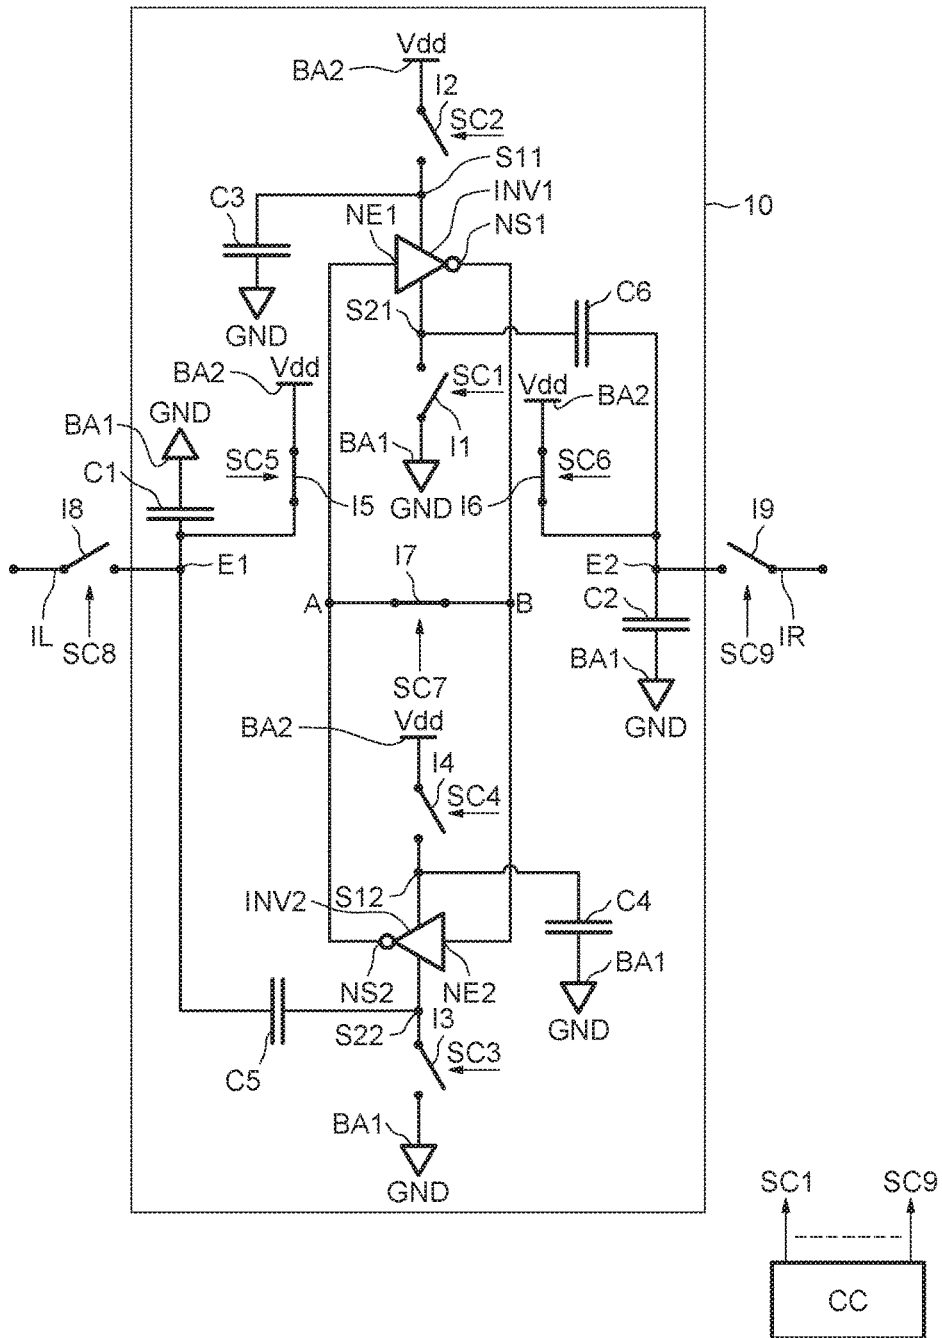 Vdd
BA2
I2
SC2
S11
INV1
C3
NE1
NS1
10
GND
S21
C6
BA2
Vdd
SC1
Vdd
BA2
GND
BA1
I1
BA1
GND
C1
SC5
I5
I6
SC6
I8
I9
E1
I7
E2
A
B
C2
IL
SC8
SC7
BA1
SC9
IR
GND
BA2
Vdd
I4
SC4
S12
INV2
C4
NS2
NE2
BA1
GND
S22
I3
SC3
C5
BA1
GND
SC1
SC9
CC